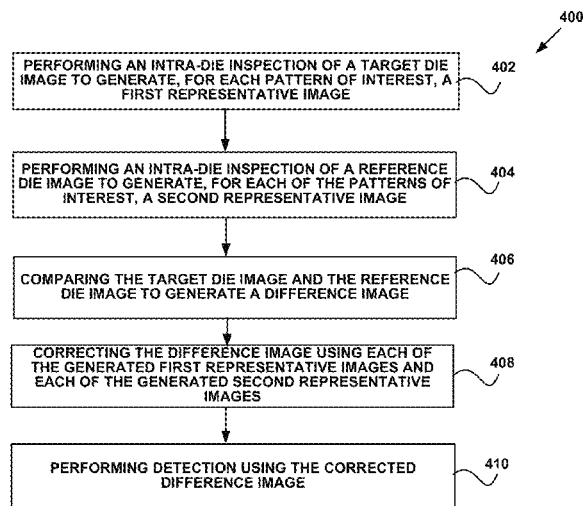 400
PERFORMING AN INTRA-DIE INSPECTION OF A TARGET DIE
IMAGE TO GENERATE, FOR EACH PATTERN OF INTEREST, A
FIRST REPRESENTATIVE IMAGE
402
PERFORMING AN INTRA-DIE INSPECTION OF A REFERENCE
DIE IMAGE TO GENERATE, FOR EACH OF THE PATTERNS OF
INTEREST, A SECOND REPRESENTATIVE IMAGE
404
COMPARING THE TARGET DIE IMAGE AND THE REFERENCE
DIE IMAGE TO GENERATE A DIFFERENCE IMAGE
406
CORRECTING THE DIFFERENCE IMAGE USING EACH OF
THE GENERATED FIRST REPRESENTATIVE IMAGES AND
EACH OF THE GENERATED SECOND REPRESENTATIVE
IMAGES
408
PERFORMING DETECTION USING THE CORRECTED
DIFFERENCE IMAGE
410